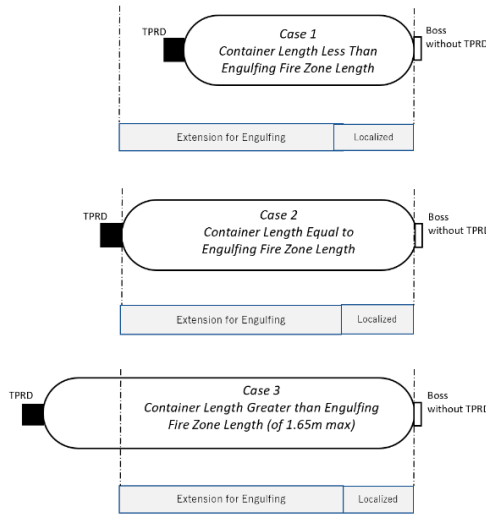 TPRD
Case 1
Container Length Less Than
Engulfing Fire Zone Length
Boss
without TPRD
Extension for Engulfing
Localized
TPRD
Case 2
Container Length Equal to
Engulfing Fire Zone Length
Boss
without TPRD
Extension for Engulfing
Localized
TPRD
Case 3
Container Length Greater than Engulfing
Fire Zone Length (of 1.65m max)
Boss
without TPRD
Extension for Engulfing
Localized